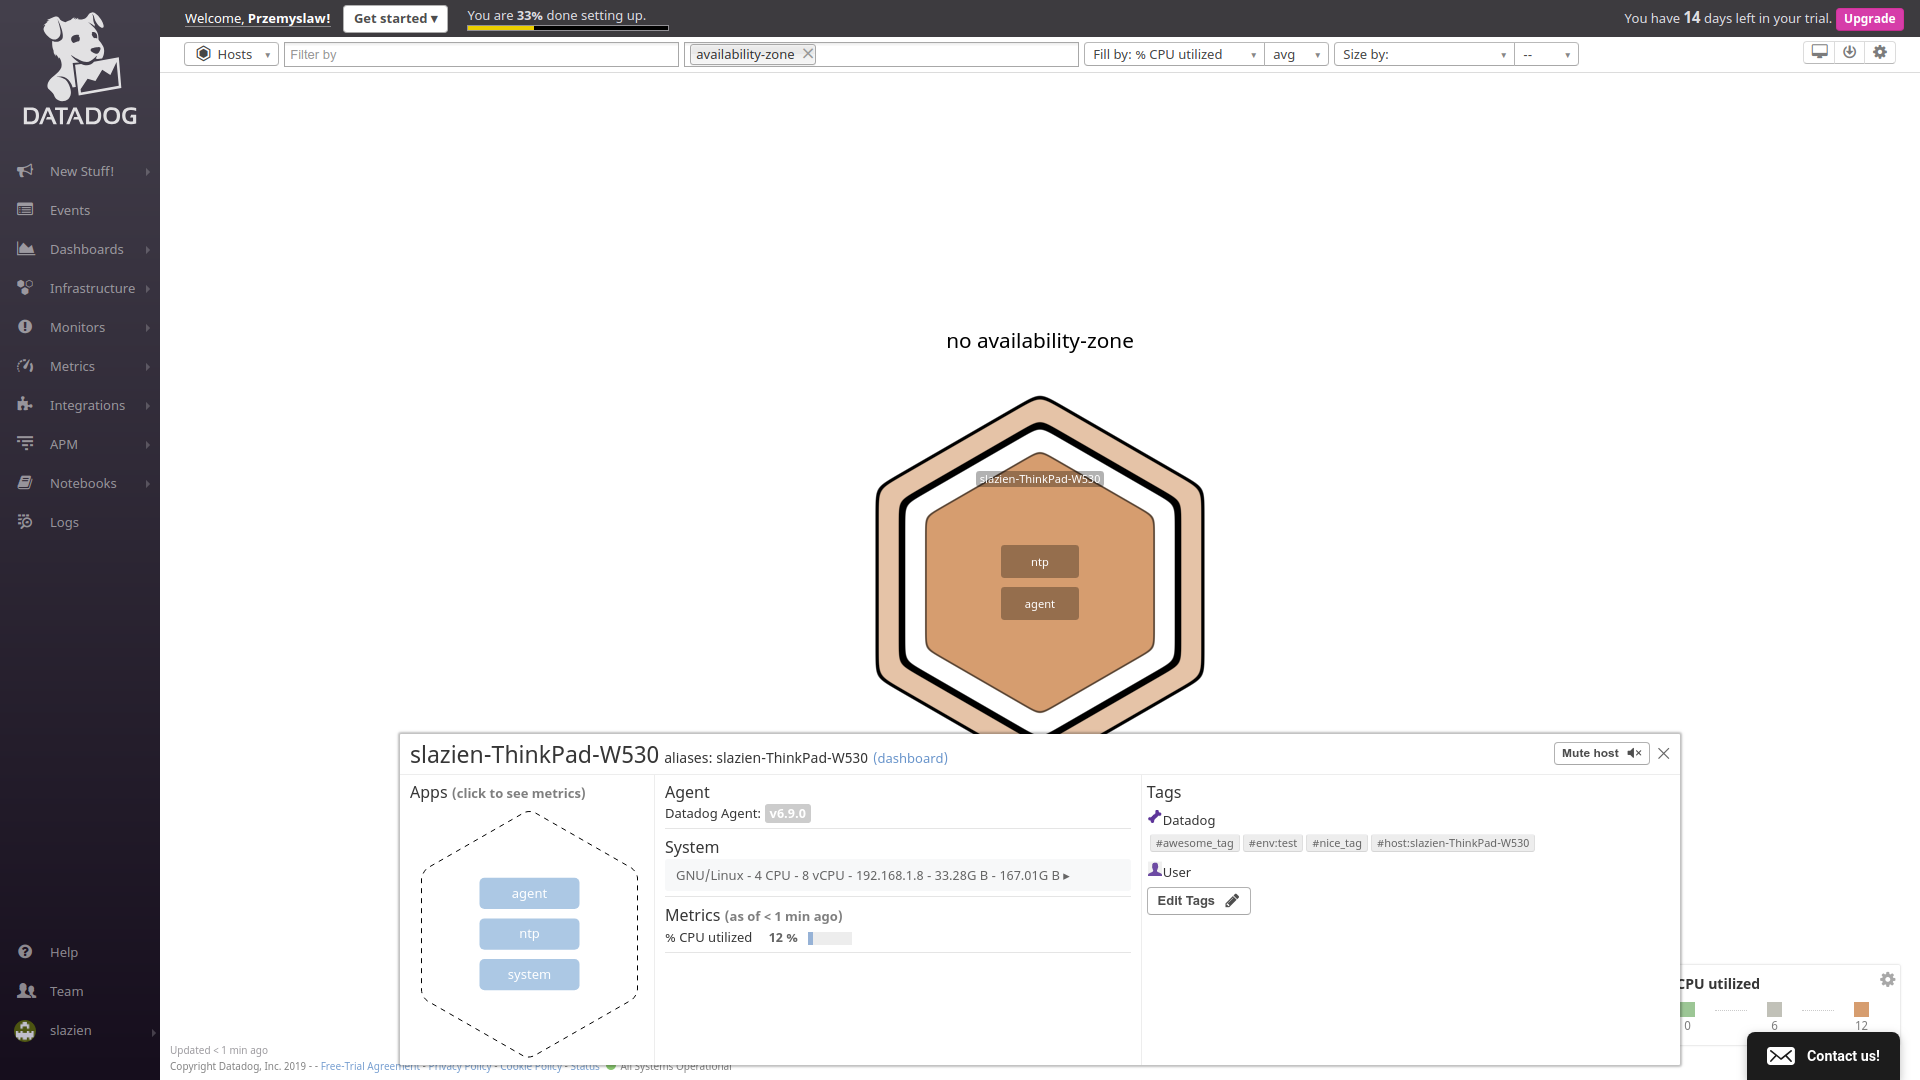 Welcome, Przemyslaw!
Get started ▾
You are 33% done setting up.
You have 14 days left in your trial.
Upgrade
DATADOG
Hosts
Filter by
availability-zone
Fill by: % CPU utilized
avg
Size by:
--
New Stuff!
Events
Dashboards
Infrastructure
Monitors
Metrics
Integrations
APM
Notebooks
Logs
Help
Team
slazien
no availability-zone
slazien-ThinkPad-W530
ntp
agent
slazien-ThinkPad-W530 aliases: slazien-ThinkPad-W530 (dashboard)
Mute host
Apps (click to see metrics)
agent
ntp
system
Agent
Datadog Agent: v6.9.0
System
GNU/Linux - 4 CPU - 8 vCPU - 192.168.1.8 - 33.28G B - 167.01G B ▸
Metrics (as of < 1 min ago)
% CPU utilized 12 %
Tags
Datadog
#awesome_tag #env:test #nice_tag #host:slazien-ThinkPad-W530
User
Edit Tags
CPU utilized
0 6 12
Contact us!
Updated < 1 min ago
Copyright Datadog, Inc. 2019 - - Free-Trial Agreement - Privacy Policy - Cookie Policy - Status All Systems Operational